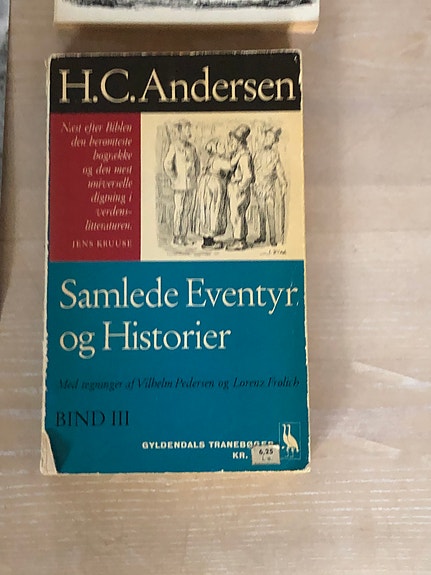 H.C. Andersen
Næst efter Biblen
den berømteste
bogrække
og den mest
universelle
digtning i
verdens-
litteraturen.
JENS KRUUSE
Samlede Eventyr
og Historier
Med tegninger af Vilhelm Pedersen og Lorenz Frølich
BIND III
GYLDENDALS TRANEBØGER
KR.
6,25